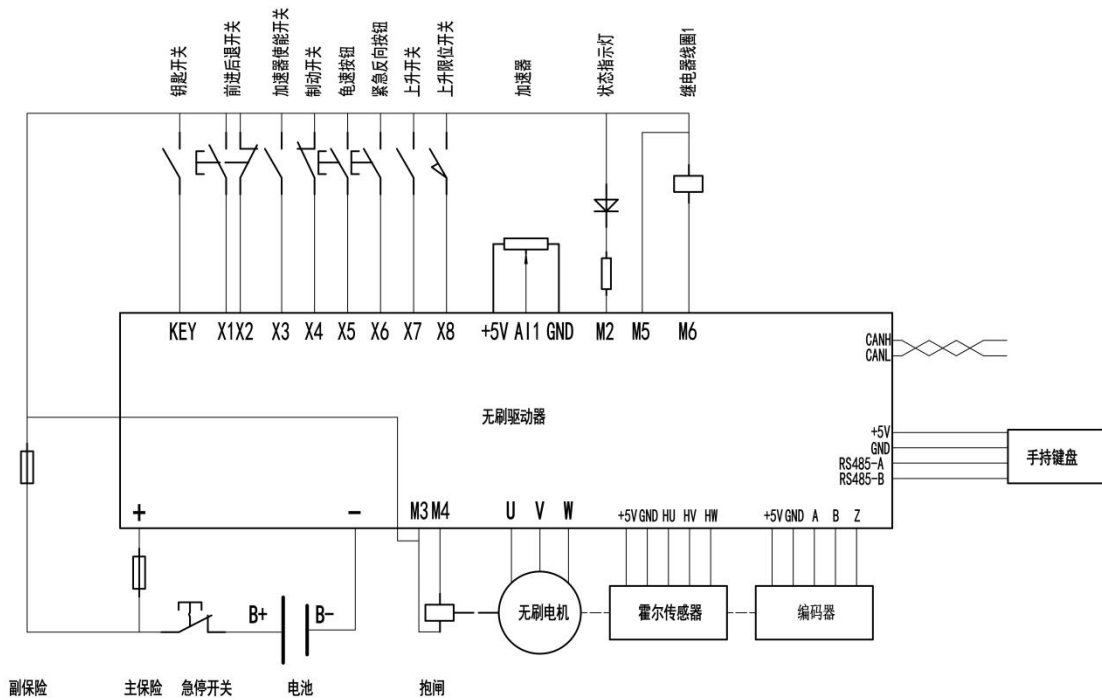 钥匙开关
前进后退开关
加速器使能开关
制动开关
龟速按钮
紧急反向按钮
上升开关
上升限位开关
加速器
状态指示灯
继电器线圈1
KEY X1 X2 X3 X4 X5 X6 X7 X8 +5V AI1 GND M2 M5 M6
CANH
CANL
无刷驱动器
+5V
GND
RS485-A
RS485-B
手持键盘
+ - M3 M4 U V W +5V GND HU HV HW +5V GND A B Z
B+ B-
无刷电机
霍尔传感器
编码器
副保险 主保险 急停开关 电池 抱闸